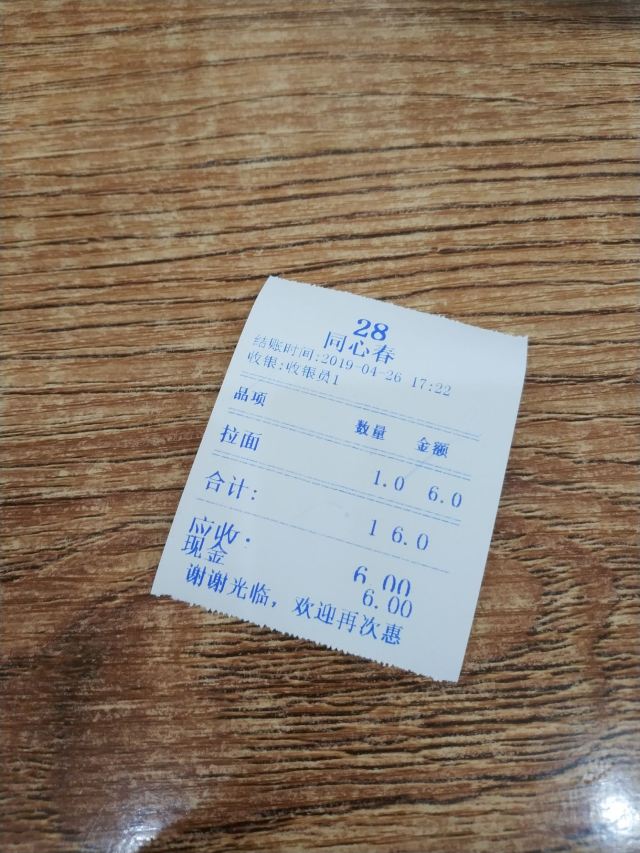 28
同心春
结账时间:2019-04-26 17:22
收银:收银员1
品项 数量 金额
拉面 1.0 6.0
合计: 1 6.0
应收: 6.00
现金 6.00
谢谢光临，欢迎再次惠